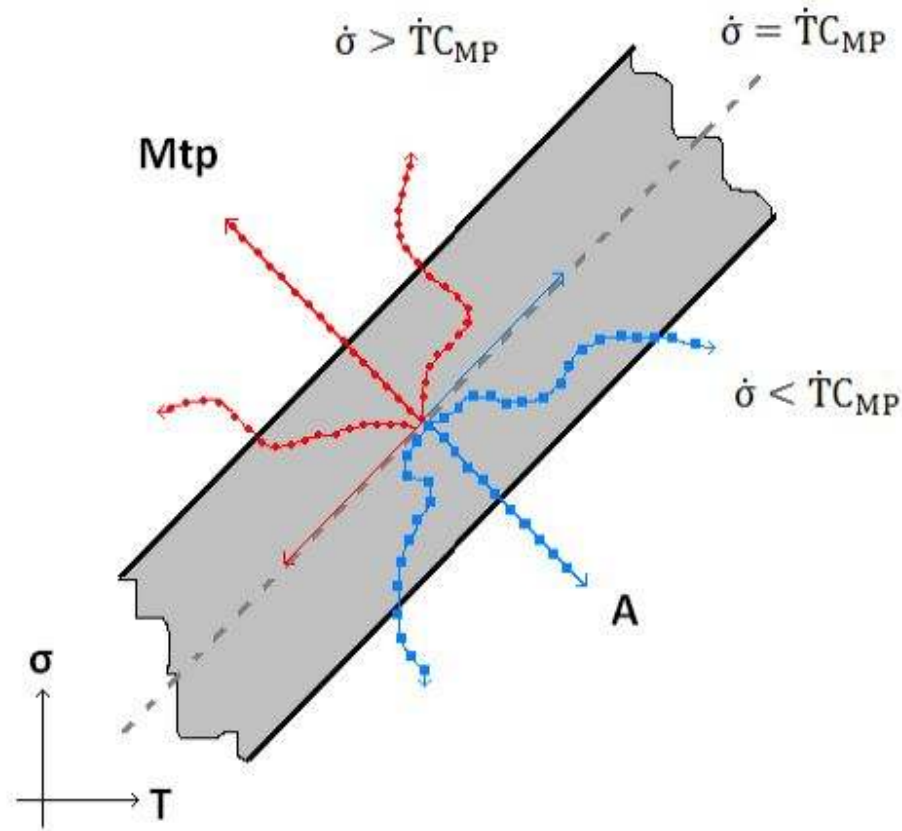 σ̇ > ṪC_MP
σ̇ = ṪC_MP
Mtp
σ̇ < ṪC_MP
A
σ
T